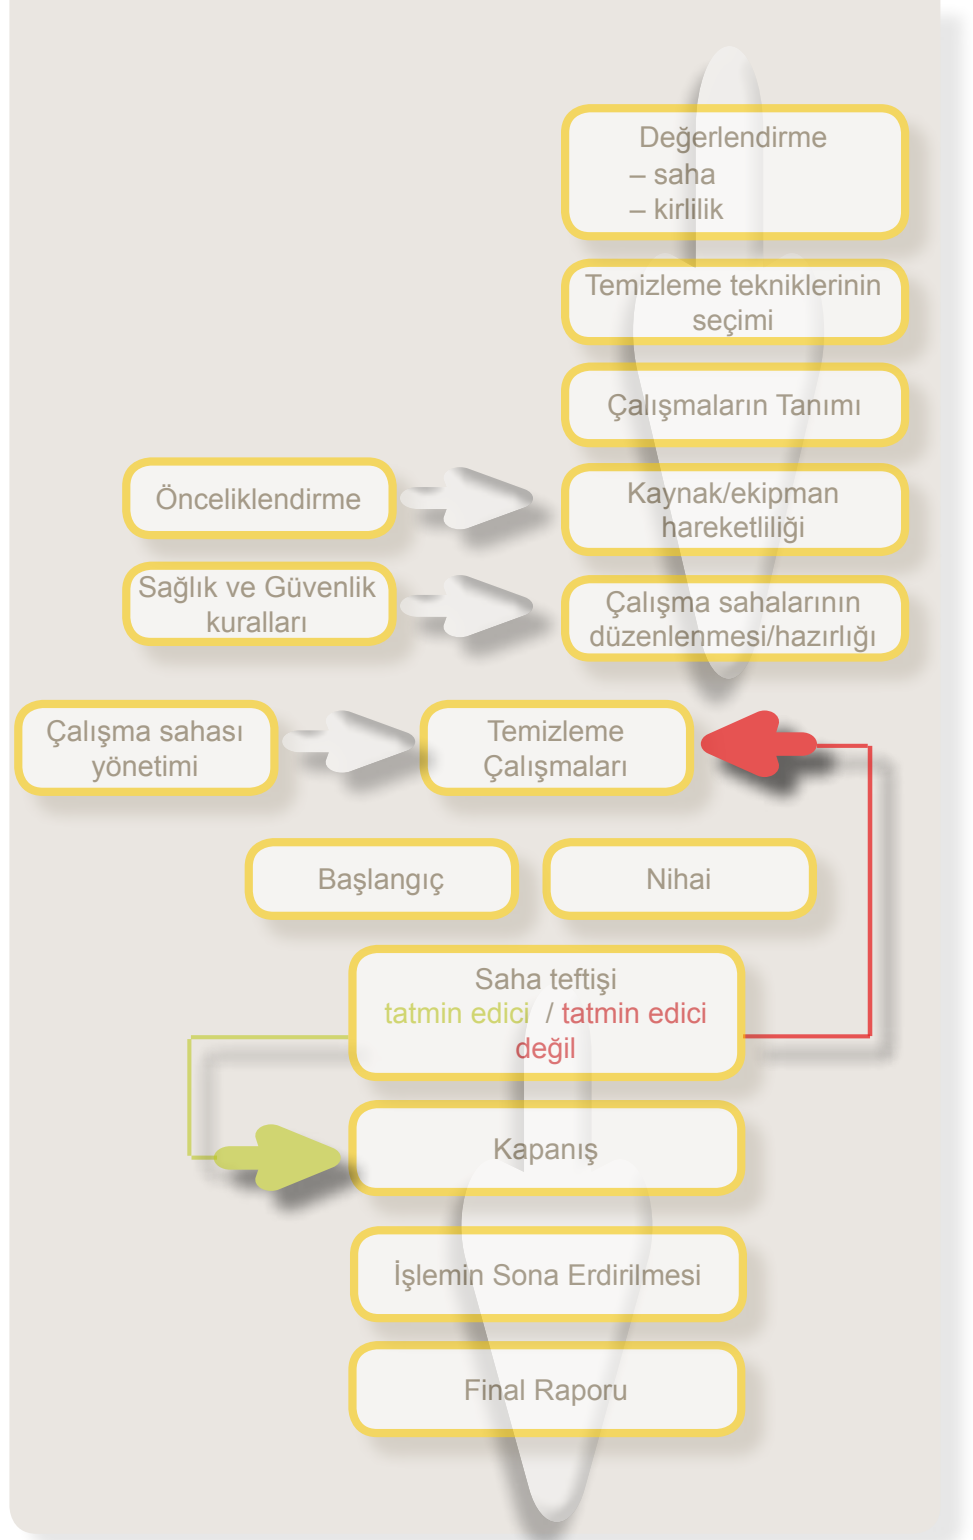 Değerlendirme
– saha
– kirlilik
Temizleme tekniklerinin
seçimi
Çalışmaların Tanımı
Önceliklendirme
Kaynak/ekipman
hareketliliği
Sağlık ve Güvenlik
kuralları
Çalışma sahalarının
düzenlenmesi/hazırlığı
Çalışma sahası
yönetimi
Temizleme
Çalışmaları
Başlangıç
Nihai
Saha teftişi
tatmin edici / tatmin edici
değil
Kapanış
İşlemin Sona Erdirilmesi
Final Raporu